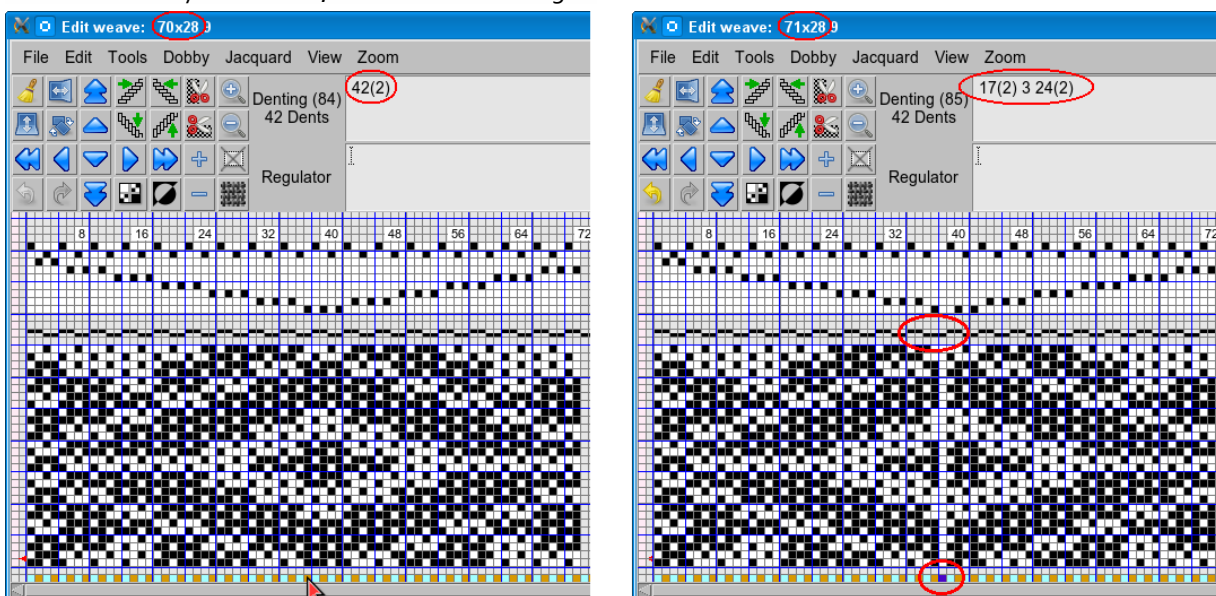 Edit weave: 70x28 9
File Edit Tools Dobby Jacquard View Zoom
Denting (84)
42 Dents
42(2)
Regulator
8 16 24 32 40 48 56 64 72
Edit weave: 71x28 9
File Edit Tools Dobby Jacquard View Zoom
Denting (85)
42 Dents
17(2) 3 24(2)
Regulator
8 16 24 32 40 48 56 64 72